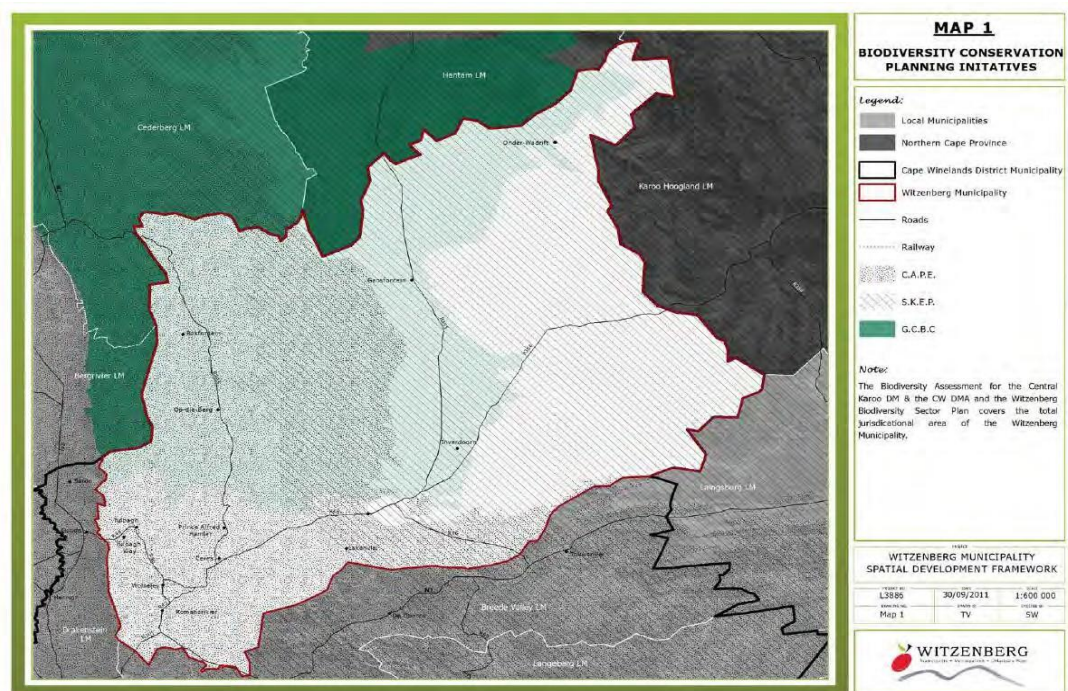 MAP 1
BIODIVERSITY CONSERVATION
PLANNING INITATIVES
Legend:
Local Municipalities
Northern Cape Province
Cape Winelands District Municipality
Witzenberg Municipality
Roads
Railway
C.A.P.E.
S.K.E.P.
G.C.B.C
Note:
The Biodiversity Assessment for the Central
Karoo DM & the CW DMA and the Witzenberg
Biodiversity Sector Plan covers the total
jurisdicational area of the Witzenberg
Municipality.
WITZENBERG MUNICIPALITY
SPATIAL DEVELOPMENT FRAMEWORK
L3886
30/09/2011
1:600 000
Map 1
TV
SW
WITZENBERG
Hantam LM
Cederberg LM
Karoo Hoogland LM
Bergrivier LM
Op-die-Berg
Laingsburg LM
Saron
Tulbagh
Prince Alfred
Ceres
Wolseley
Breede Valley LM
Drakenstein
LM
Langeberg LM